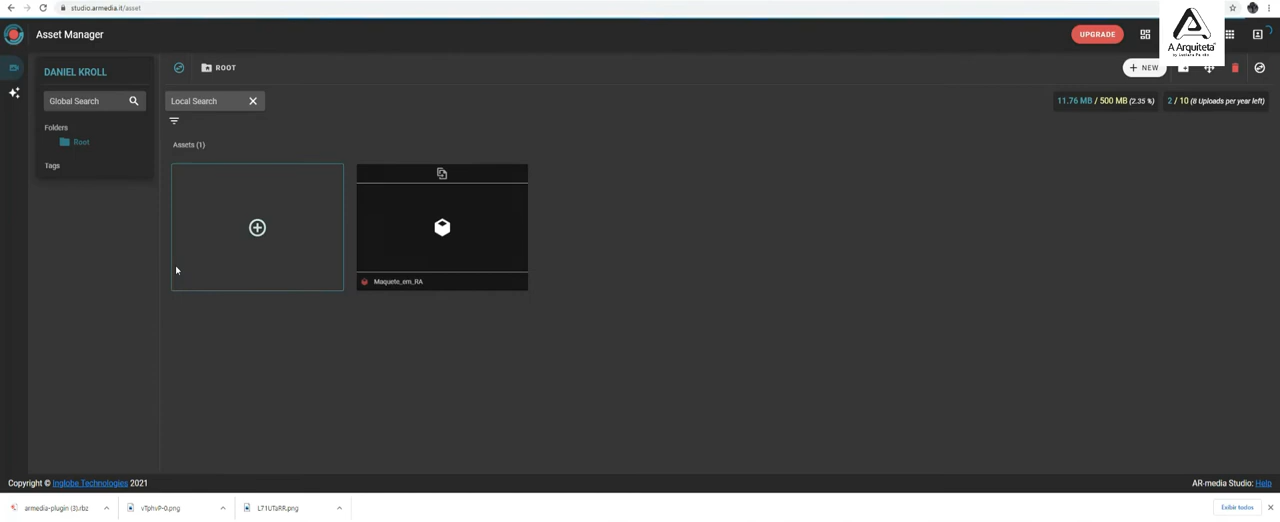 studio.armedia.it/asset
Asset Manager
UPGRADE
A Arquiteta
DANIEL KROLL
ROOT
NEW
Global Search
Local Search
11.76 MB / 500 MB (2.35 %)
2 / 10 (8 Uploads per year left)
Folders
Root
Tags
Assets (1)
Maquete_em_RA
Copyright © Inglobe Technologies 2021
AR-media Studio: Help
armedia-plugin (3).rbz
vTphvP-0.png
L71UTaRR.png
Exibir todos